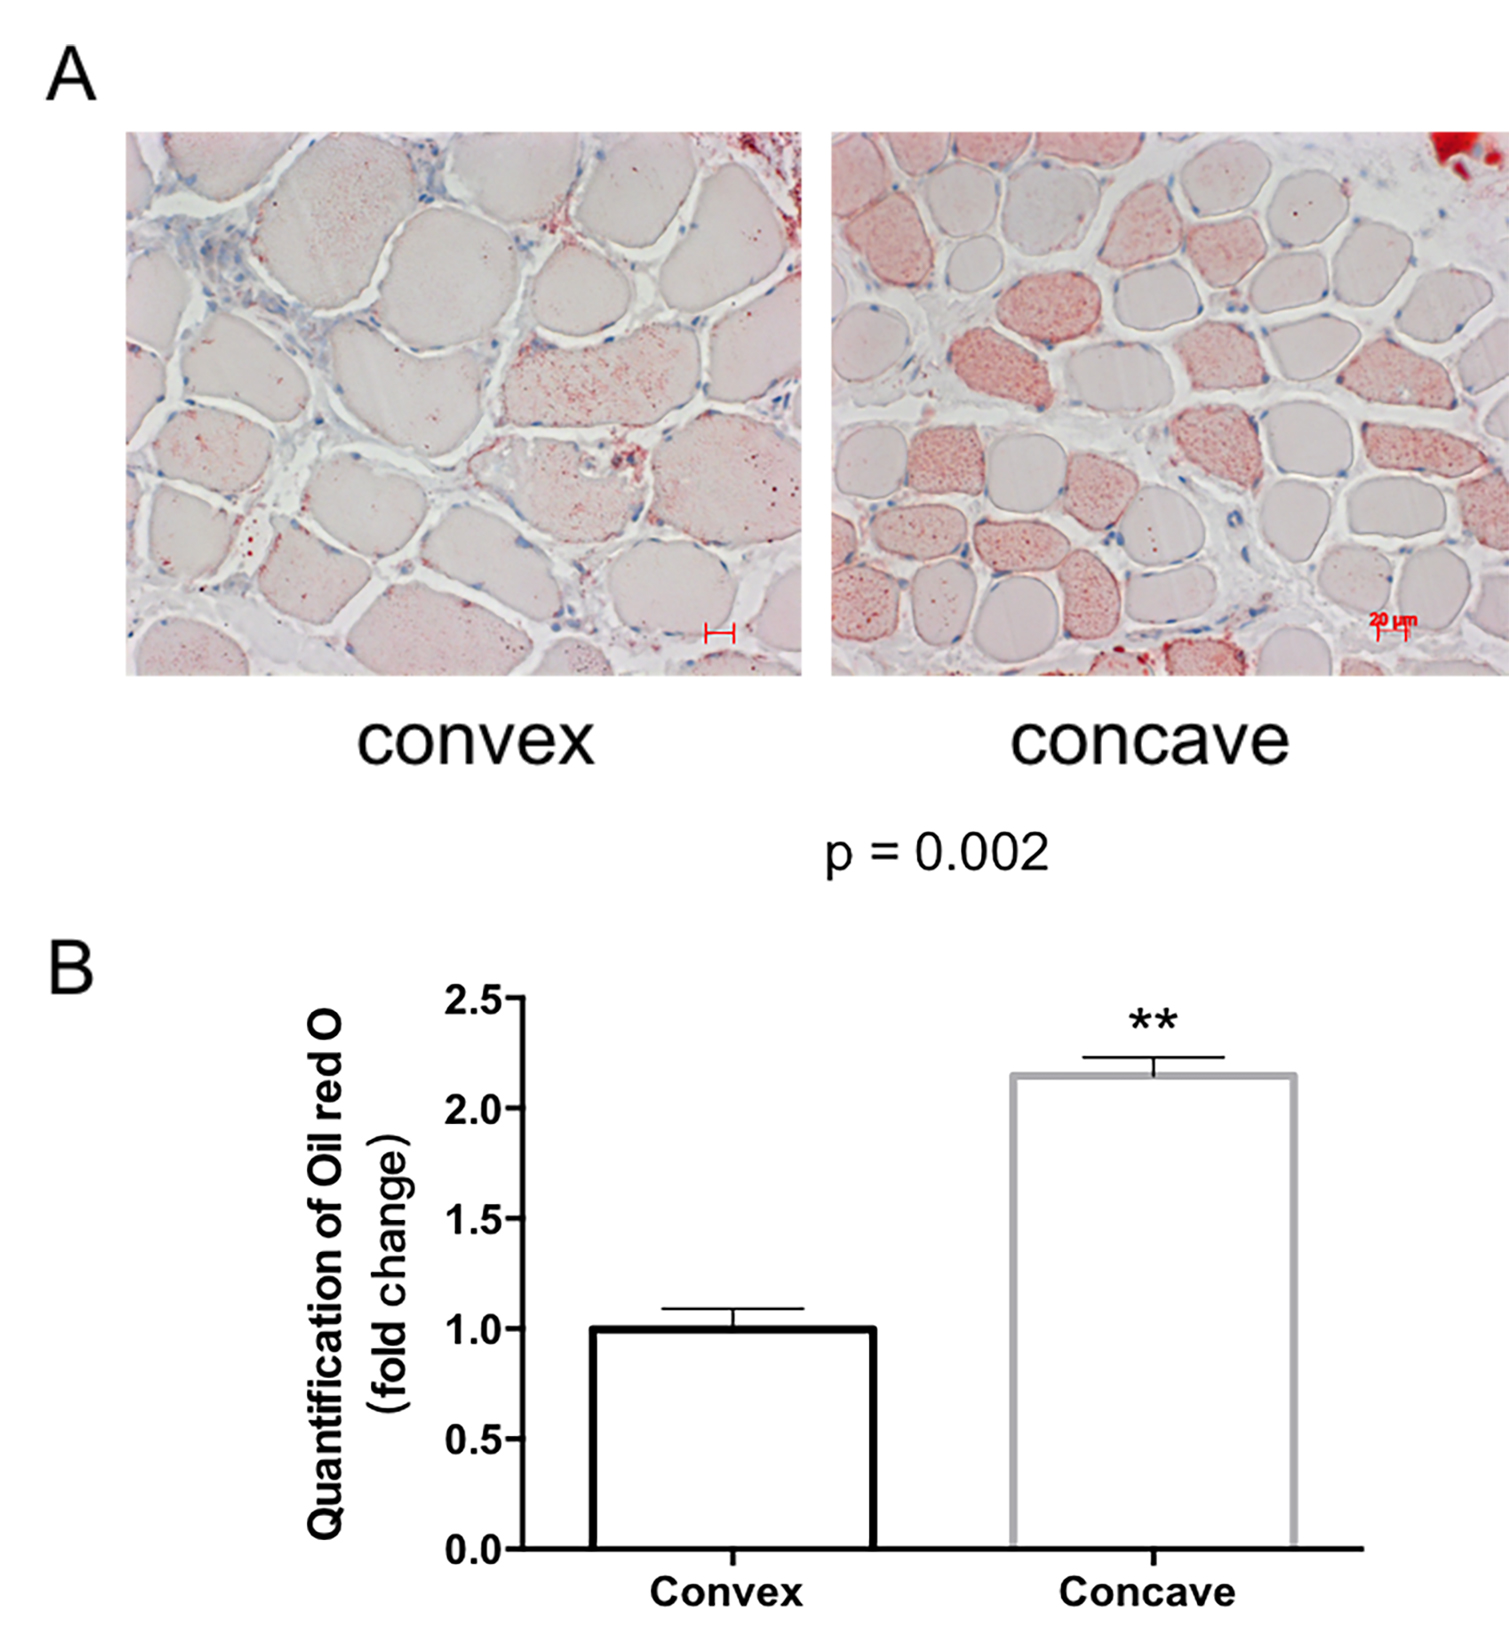 A
20 µm
convex
concave
p = 0.002
B
Quantification of Oil red O
(fold change)
2.5
2.0
1.5
1.0
0.5
0.0
**
Convex
Concave